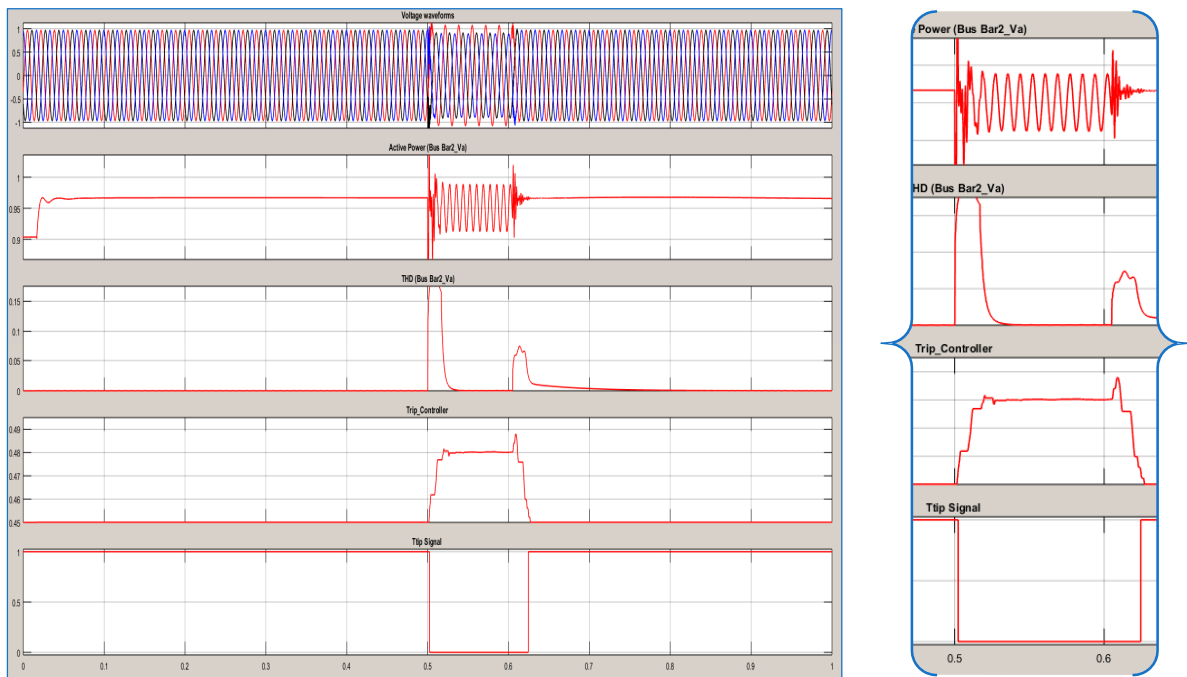 Voltage waveforms
1
0.5
0
-0.5
-1
Active Power (Bus Bar2_Va)
1
0.95
0.9
THD (Bus Bar2_Va)
0.15
0.1
0.05
0
Trip_Controller
0.49
0.48
0.47
0.46
0.45
Ttip Signal
1
0.5
0
0 0.1 0.2 0.3 0.4 0.5 0.6 0.7 0.8 0.9 1
Power (Bus Bar2_Va)
HD (Bus Bar2_Va)
Trip_Controller
Ttip Signal
0.5 0.6